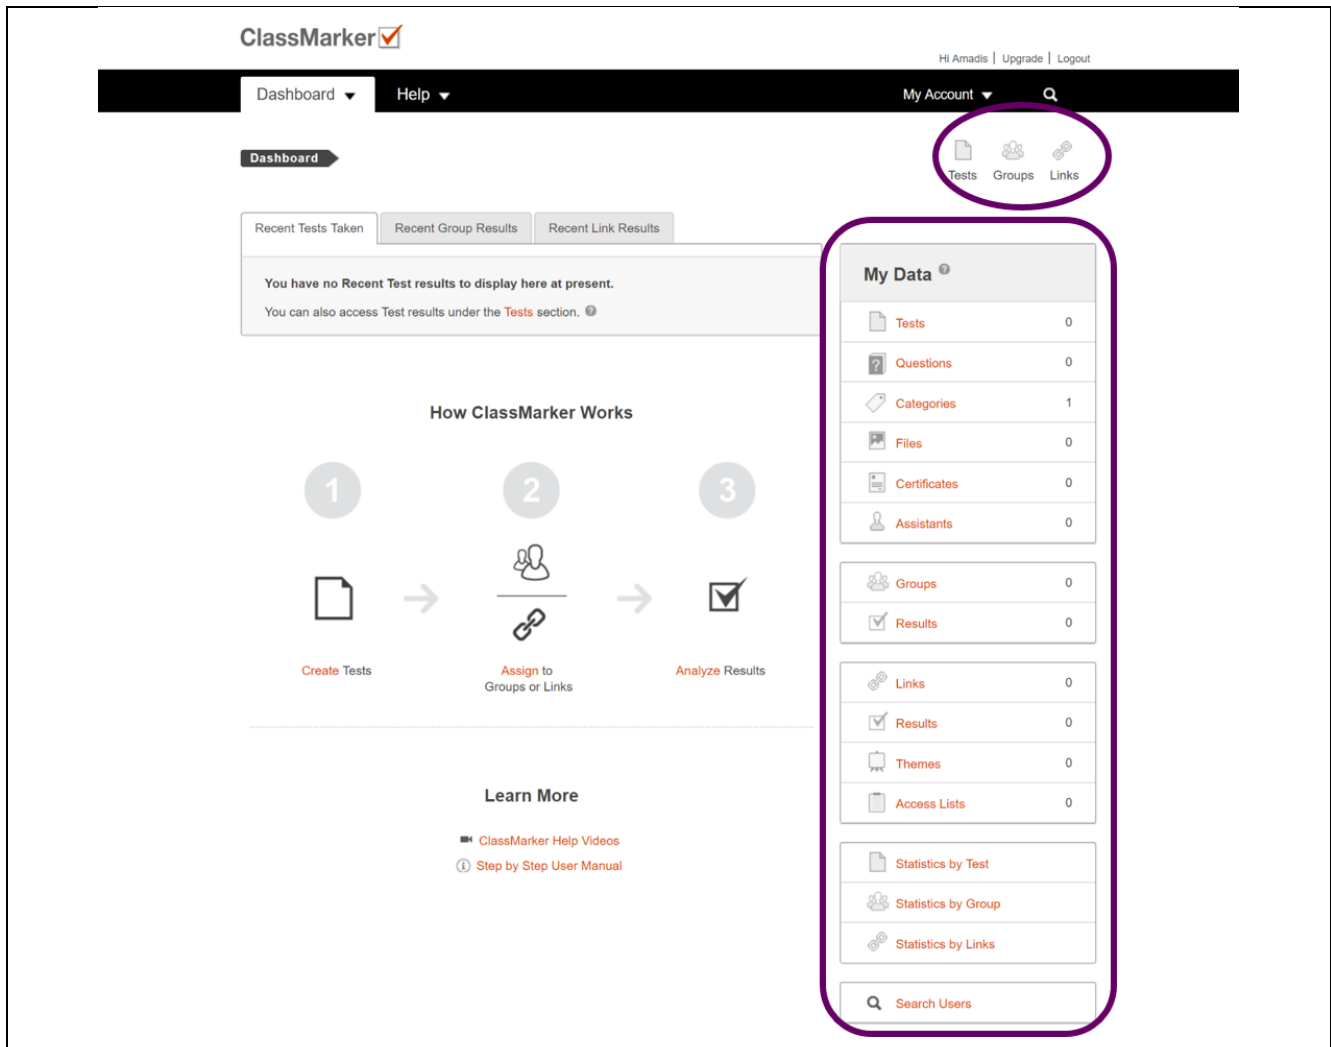 ClassMarker
Hi Amadis | Upgrade | Logout
Dashboard Help My Account
Dashboard
Tests Groups Links
Recent Tests Taken Recent Group Results Recent Link Results
You have no Recent Test results to display here at present.
You can also access Test results under the Tests section. ?
How ClassMarker Works
1 2 3
Create Tests
Assign to
Groups or Links
Analyze Results
Learn More
ClassMarker Help Videos
Step by Step User Manual
My Data ?
Tests 0
Questions 0
Categories 1
Files 0
Certificates 0
Assistants 0
Groups 0
Results 0
Links 0
Results 0
Themes 0
Access Lists 0
Statistics by Test
Statistics by Group
Statistics by Links
Search Users